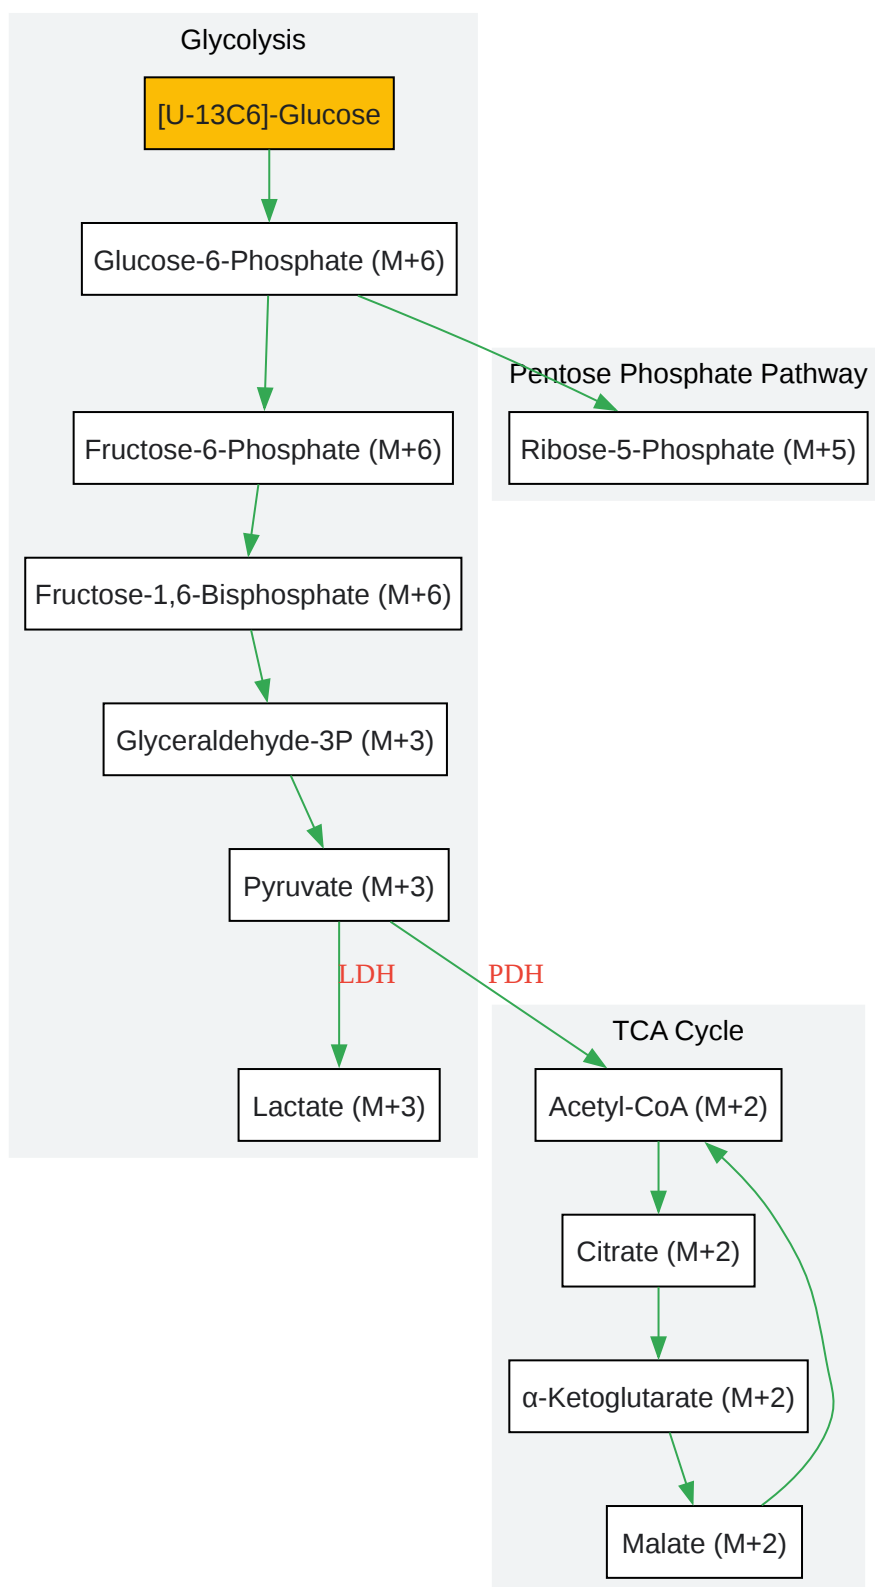 Glycolysis
[U-13C6]-Glucose
Glucose-6-Phosphate (M+6)
Pentose Phosphate Pathway
Fructose-6-Phosphate (M+6)
Ribose-5-Phosphate (M+5)
Fructose-1,6-Bisphosphate (M+6)
Glyceraldehyde-3P (M+3)
Pyruvate (M+3)
LDH
PDH
TCA Cycle
Lactate (M+3)
Acetyl-CoA (M+2)
Citrate (M+2)
α-Ketoglutarate (M+2)
Malate (M+2)